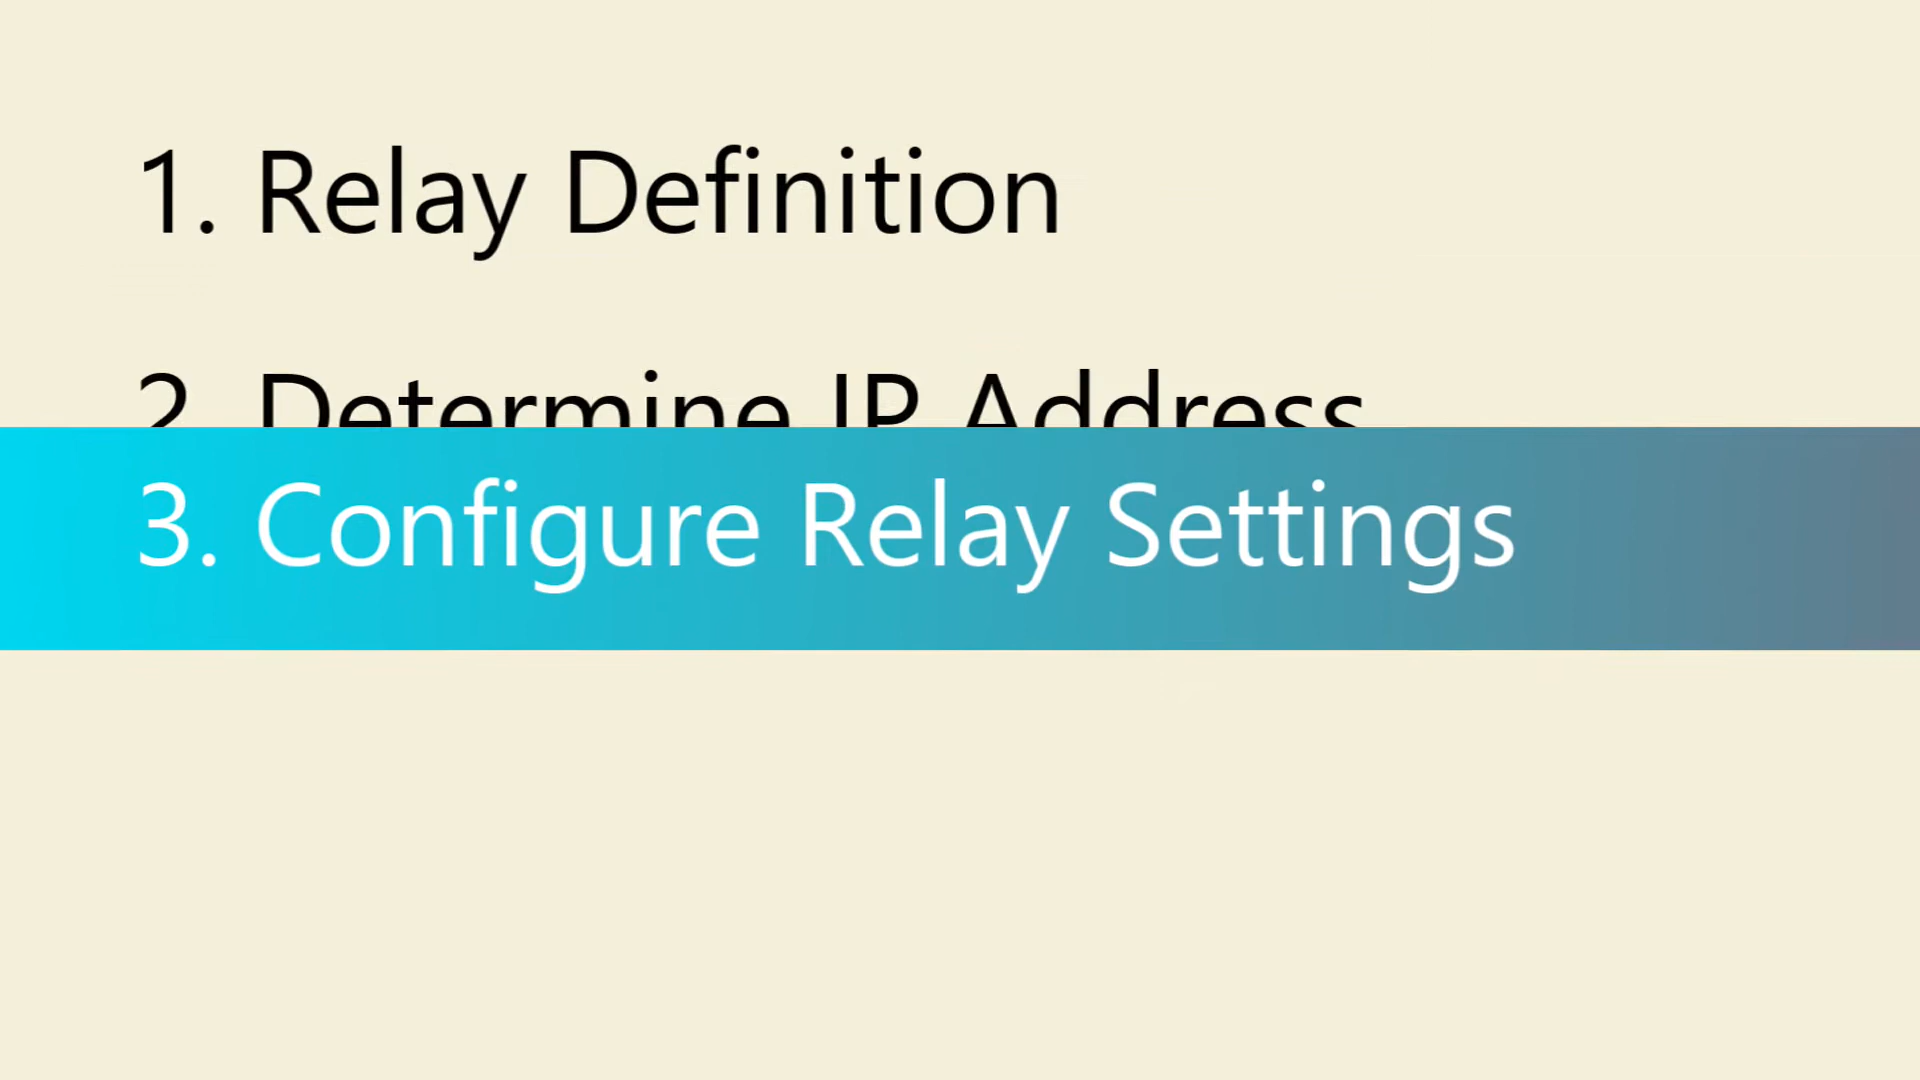 1. Relay Definition
2. Determine IP Address
3. Configure Relay Settings